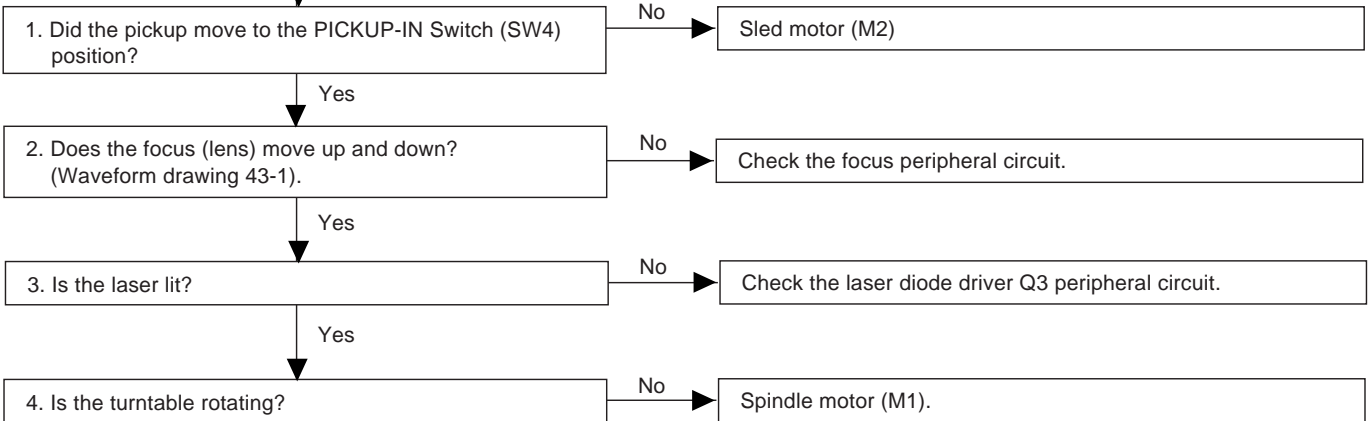 1. Did the pickup move to the PICKUP-IN Switch (SW4)
position?
No
Sled motor (M2)
Yes
2. Does the focus (lens) move up and down?
(Waveform drawing 43-1).
No
Check the focus peripheral circuit.
Yes
3. Is the laser lit?
No
Check the laser diode driver Q3 peripheral circuit.
Yes
4. Is the turntable rotating?
No
Spindle motor (M1).